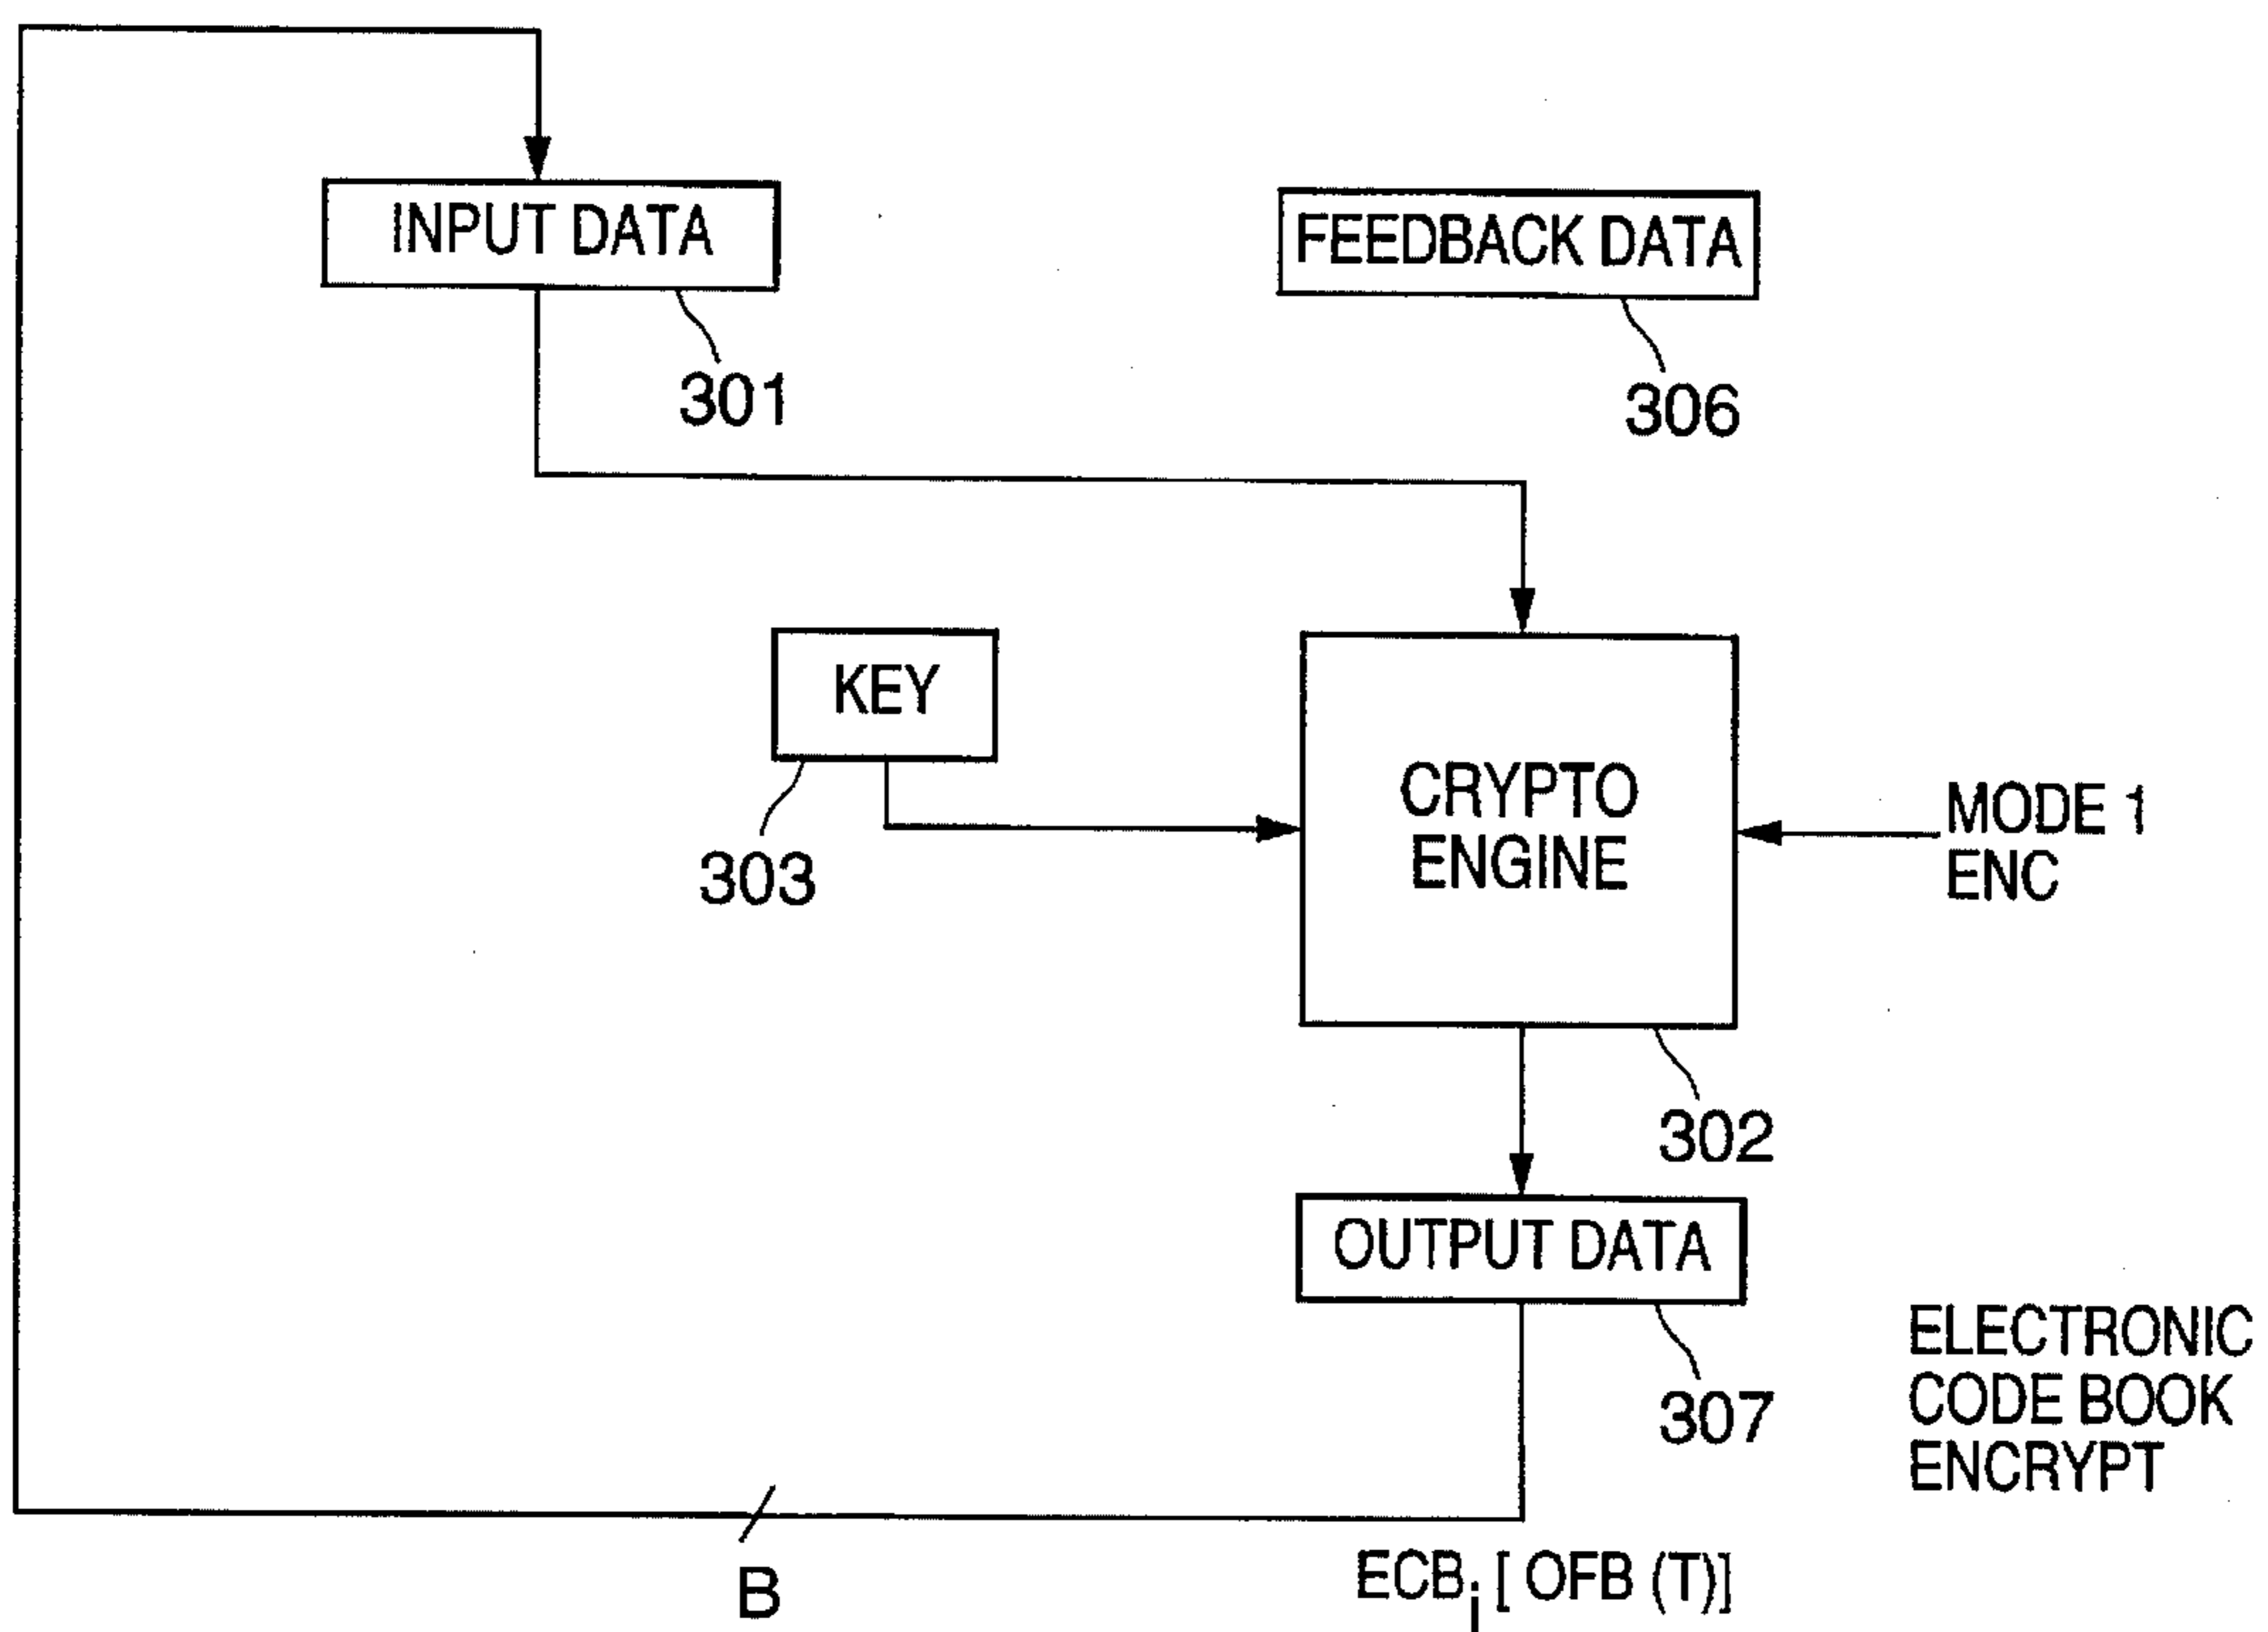 INPUT DATA
301
FEEDBACK DATA
306
KEY
303
CRYPTO
ENGINE
302
MODE 1
ENC
OUTPUT DATA
307
ELECTRONIC
CODE BOOK
ENCRYPT
B
ECBi [ OFB (T)]